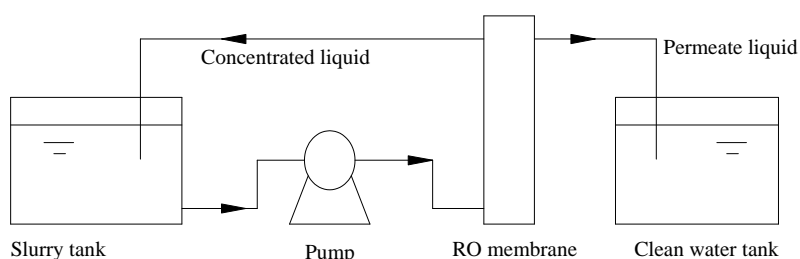 Concentrated liquid
Permeate liquid
Slurry tank
Pump
RO membrane
Clean water tank